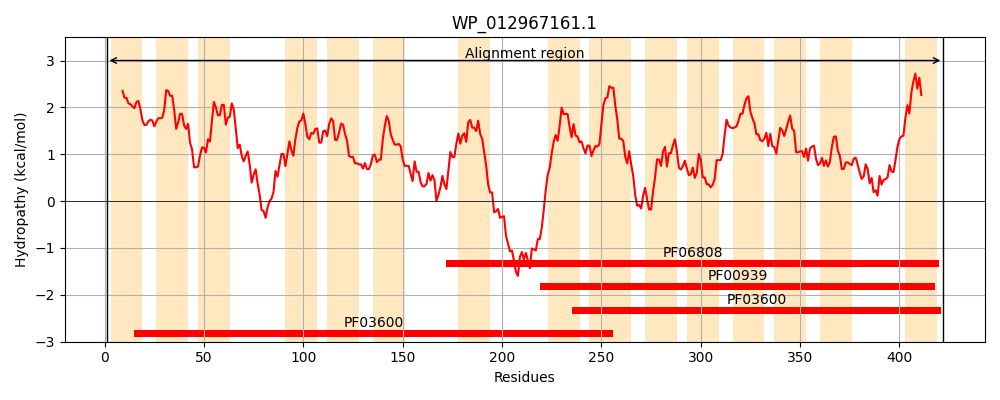 WP_012967161.1
Alignment region
3
2
1
0
−1
−2
−3
Hydropathy (kcal/mol)
PF06808
PF00939
PF03600
PF03600
0
50
100
150
200
250
300
350
400
Residues